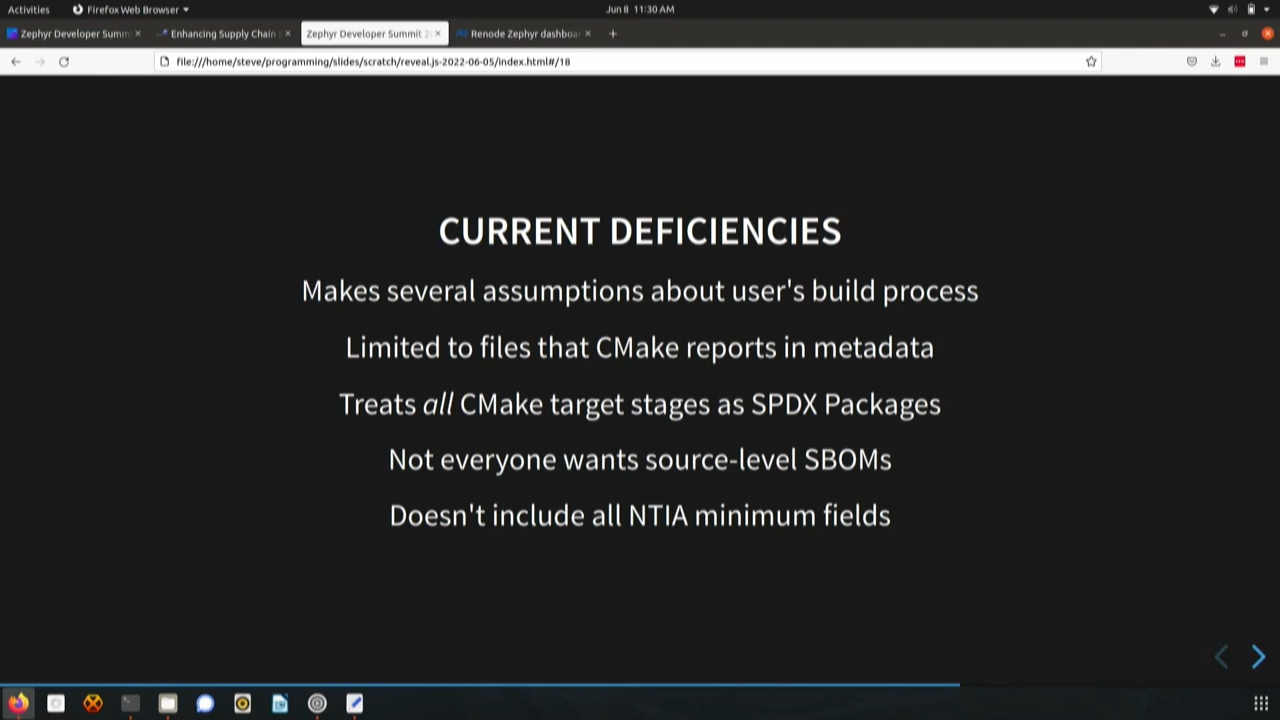 Activities
Firefox Web Browser
Jun 8 11:30 AM
Zephyr Developer Summ
Enhancing Supply Chain
Zephyr Developer Summit 2
Renode Zephyr dashboa
file:///home/steve/programming/slides/scratch/reveal.js-2022-06-05/index.html#/18
CURRENT DEFICIENCIES
Makes several assumptions about user's build process
Limited to files that CMake reports in metadata
Treats all CMake target stages as SPDX Packages
Not everyone wants source-level SBOMs
Doesn't include all NTIA minimum fields